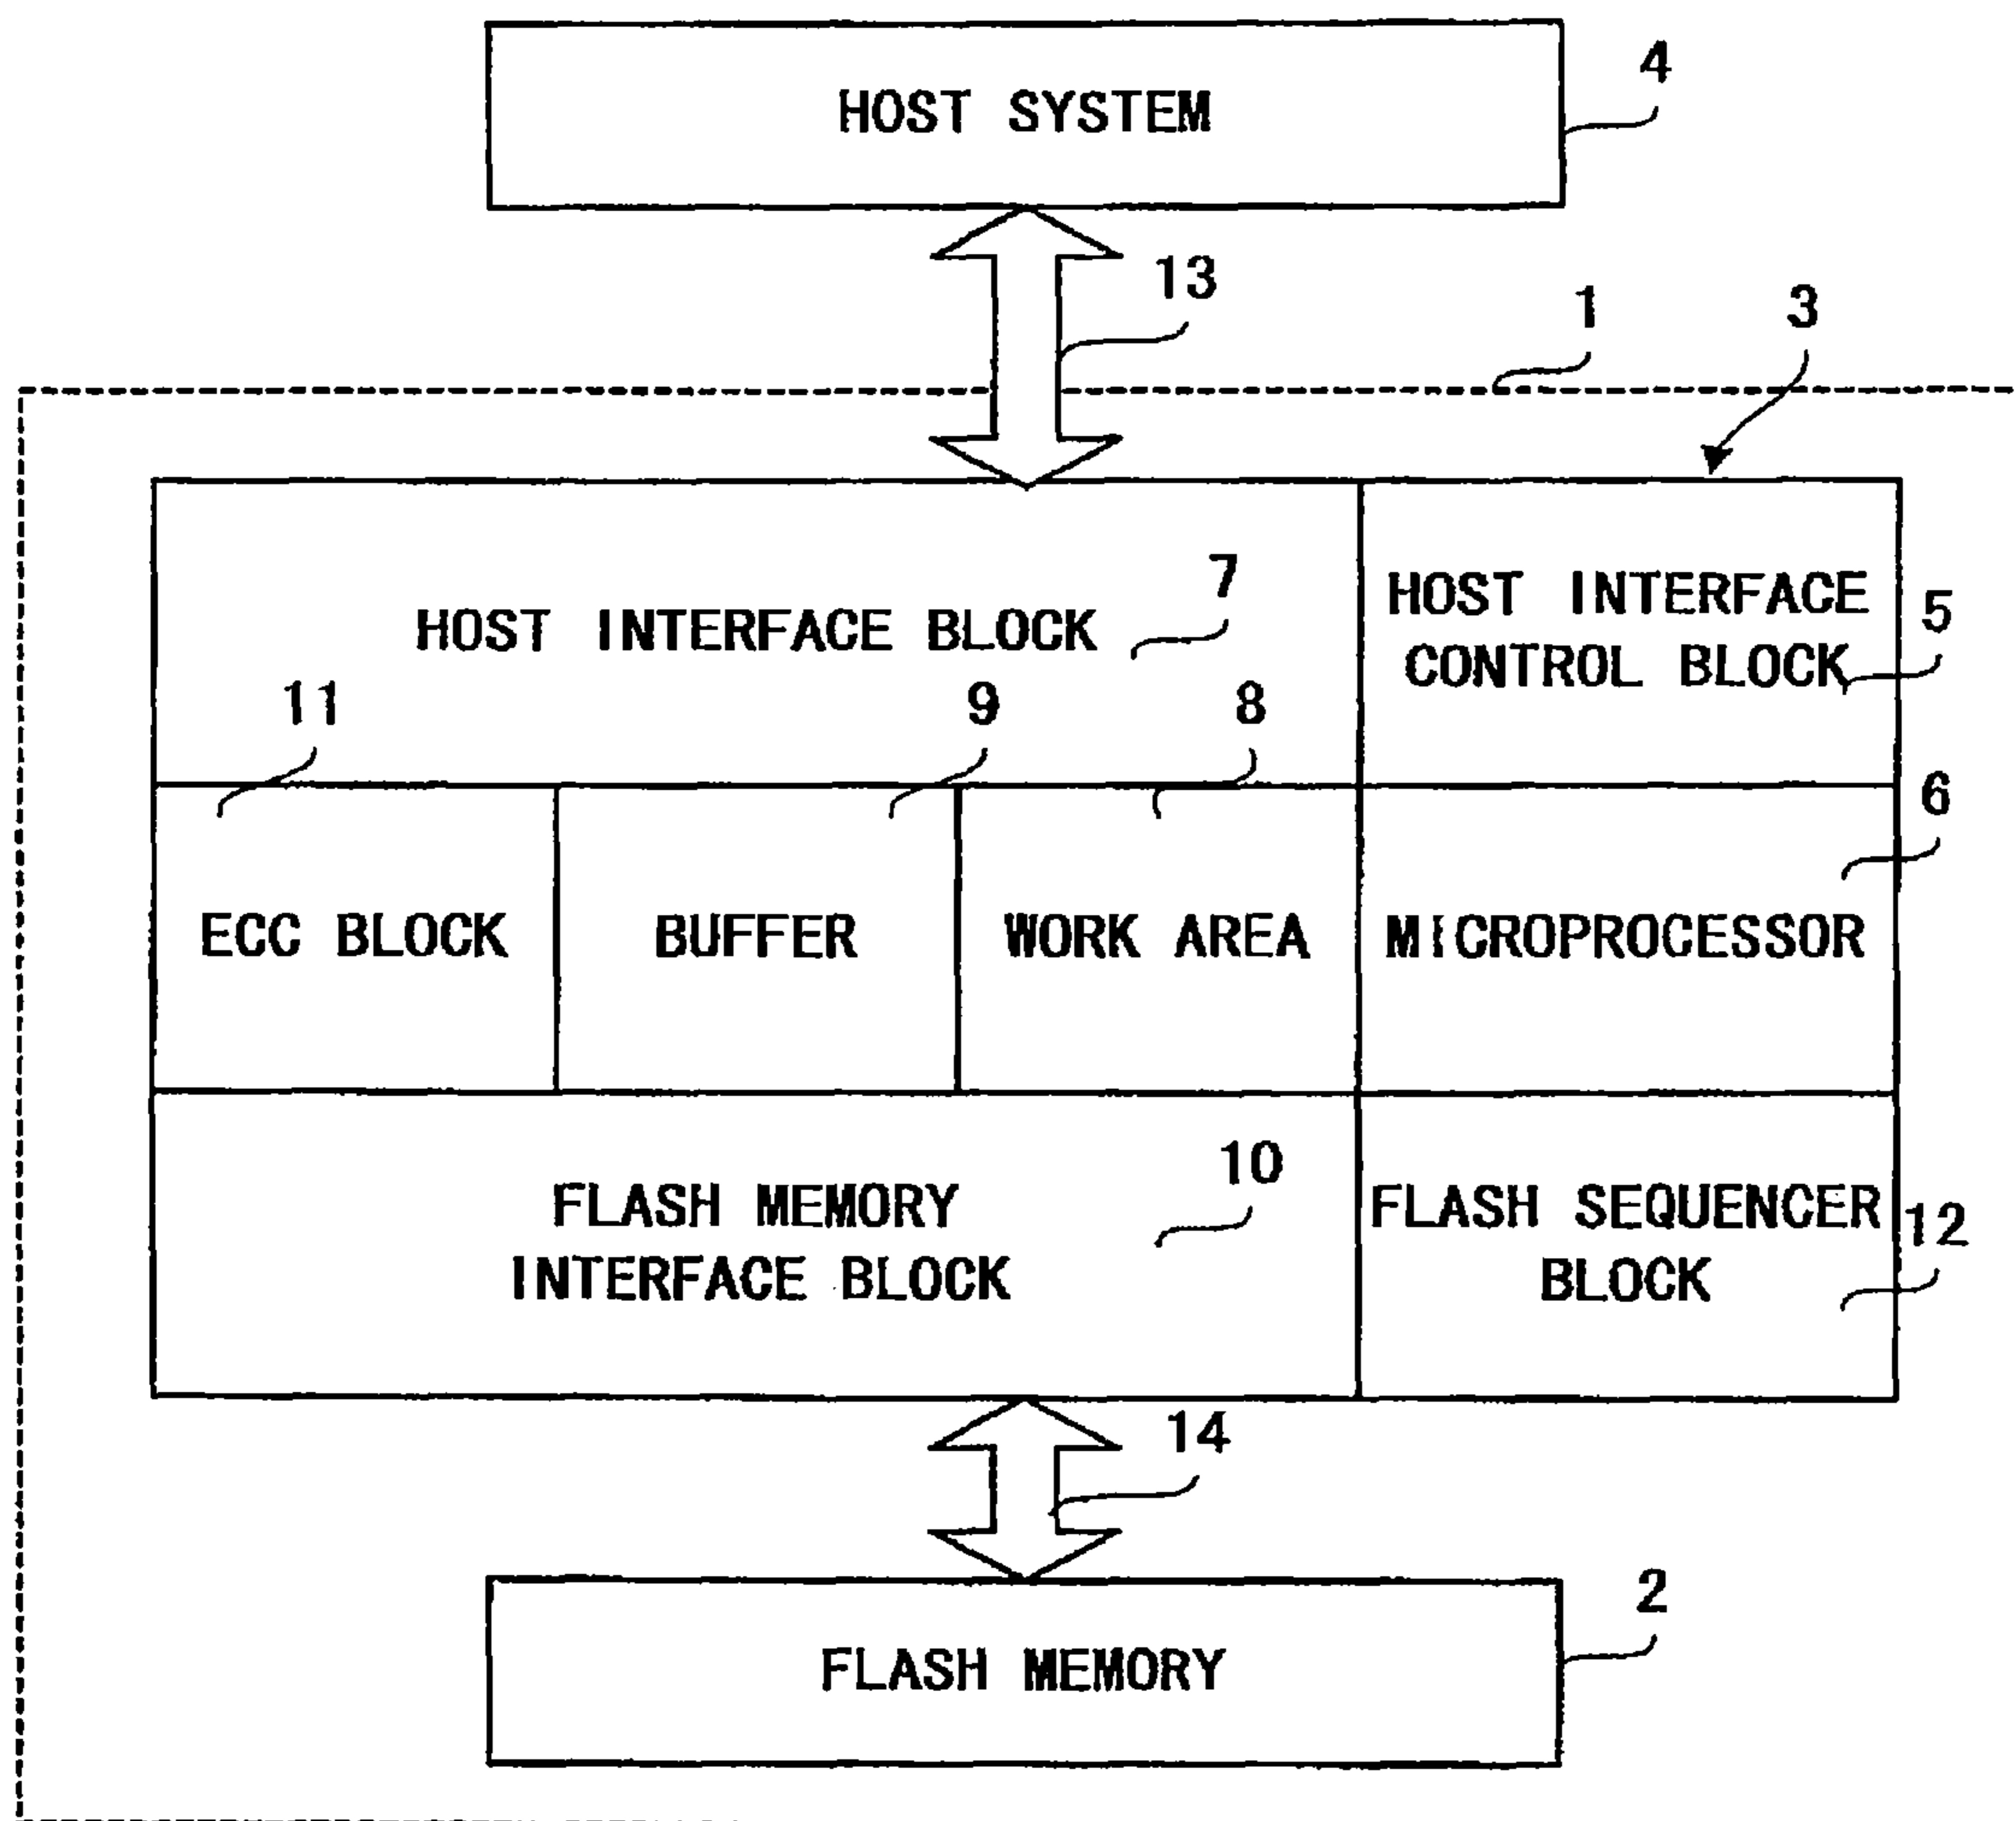 HOST SYSTEM
4
13
1
3
HOST INTERFACE BLOCK
7
HOST INTERFACE
CONTROL BLOCK
5
11
9
8
6
ECC BLOCK
BUFFER
WORK AREA
MICROPROCESSOR
FLASH MEMORY
INTERFACE BLOCK
10
FLASH SEQUENCER
BLOCK
12
14
FLASH MEMORY
2